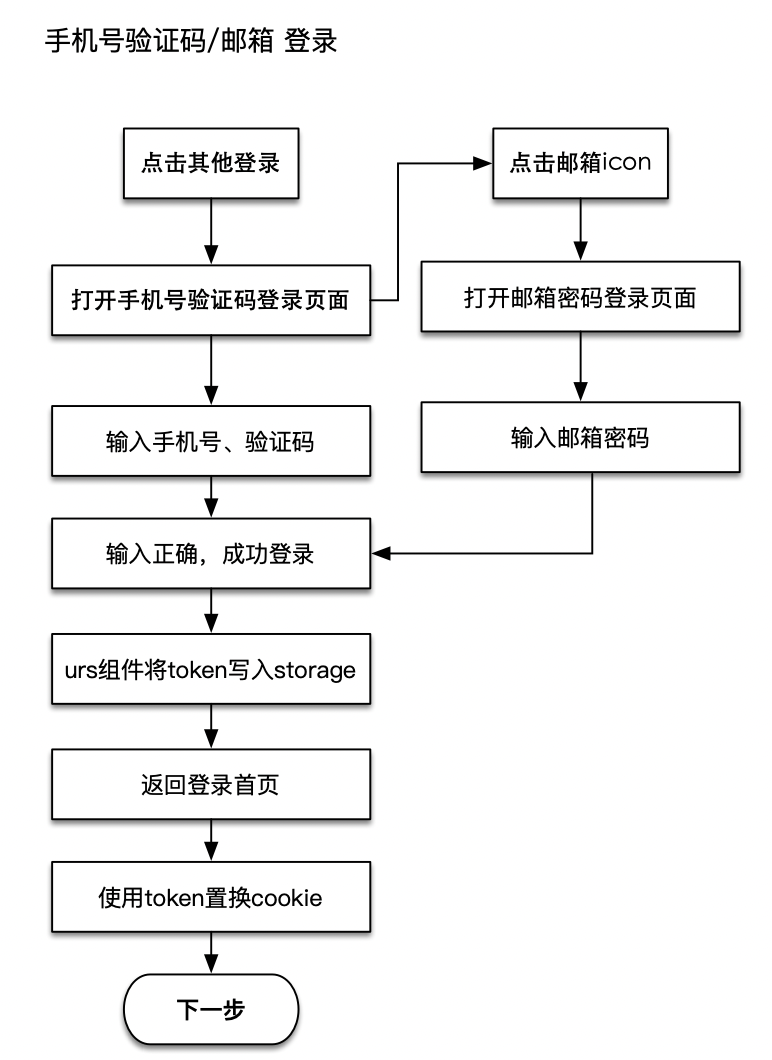 手机号验证码/邮箱 登录
点击其他登录
点击邮箱icon
打开手机号验证码登录页面
打开邮箱密码登录页面
输入手机号、验证码
输入邮箱密码
输入正确，成功登录
urs组件将token写入storage
返回登录首页
使用token置换cookie
下一步